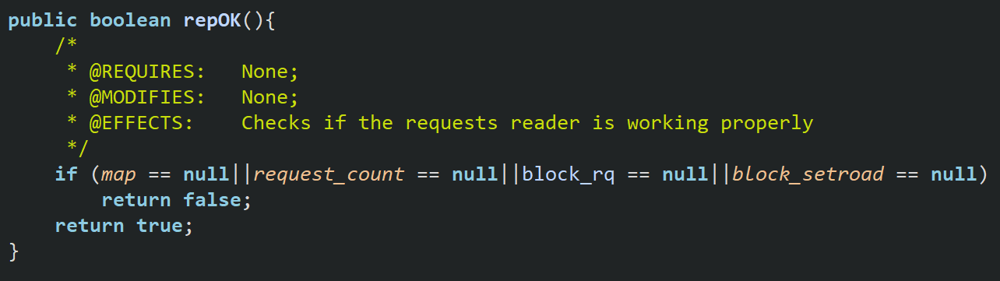 public boolean repOK(){
    /*
     * @REQUIRES:   None;
     * @MODIFIES:   None;
     * @EFFECTS:    Checks if the requests reader is working properly
     */
    if (map == null||request_count == null||block_rq == null||block_setroad == null)
        return false;
    return true;
}